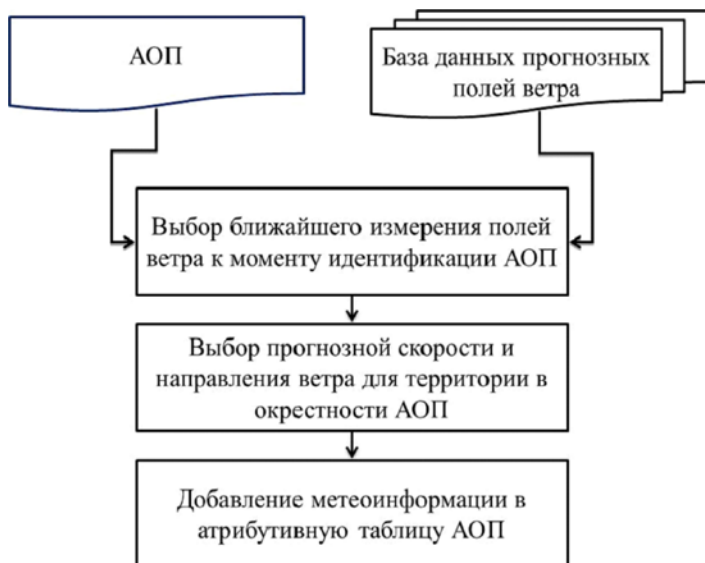 АОП
База данных прогнозных
полей ветра
Выбор ближайшего измерения полей
ветра к моменту идентификации АОП
Выбор прогнозной скорости и
направления ветра для территории в
окрестности АОП
Добавление метеоинформации в
атрибутивную таблицу АОП